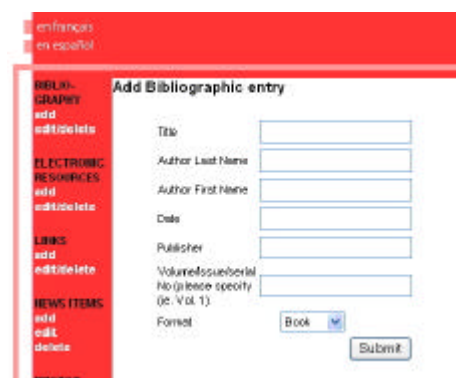 en français
en español
BIBLIO-
GRAPHY
add
edit/delete
ELECTRONIC
RESOURCES
add
edit/delete
LINKS
add
edit/delete
NEWS ITEMS
add
edit
delete
Add Bibliographic entry
Title
Author Last Name
Author First Name
Date
Publisher
Volume/issue/serial
No (please specify
(ie. Vol. 1)
Format
Book
Submit